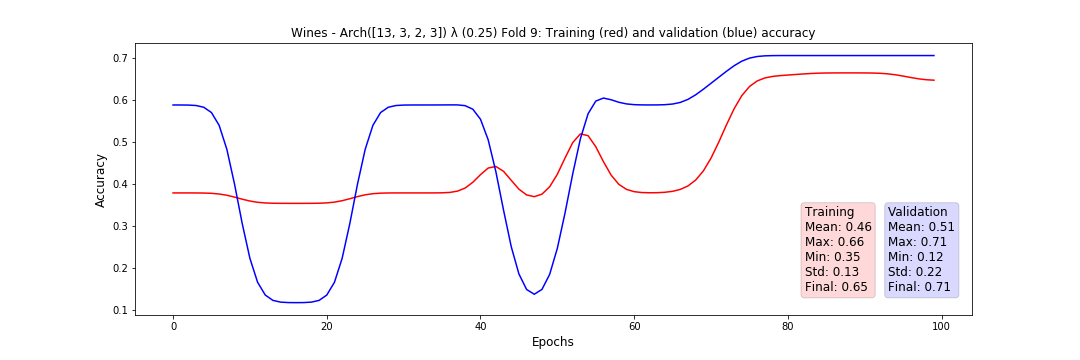 Wines - Arch([13, 3, 2, 3]) λ (0.25) Fold 9: Training (red) and validation (blue) accuracy
Accuracy
0.7
0.6
0.5
0.4
0.3
0.2
0.1
Training
Mean: 0.46
Max: 0.66
Min: 0.35
Std: 0.13
Final: 0.65
Validation
Mean: 0.51
Max: 0.71
Min: 0.12
Std: 0.22
Final: 0.71
0 20 40 60 80 100
Epochs